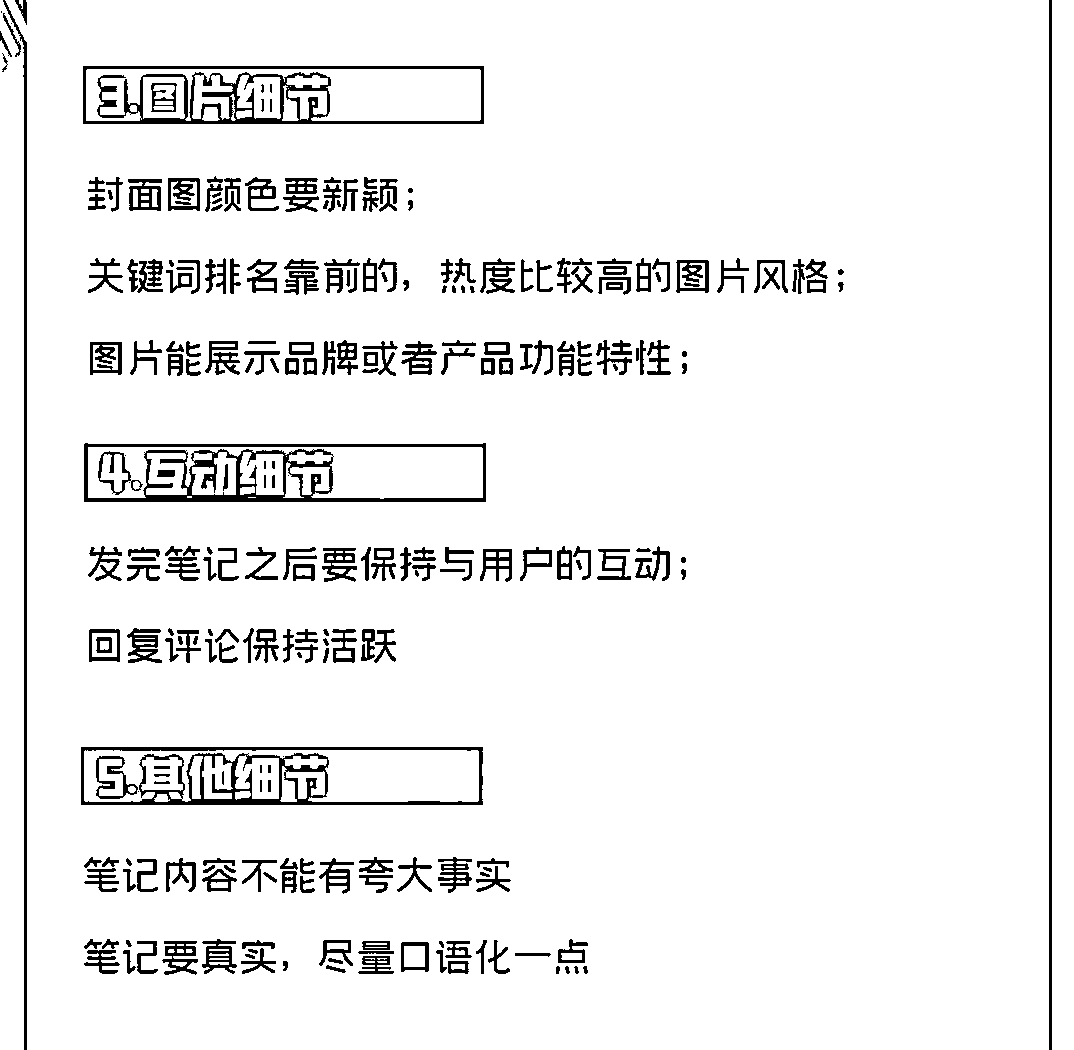 3.图片细节
封面图颜色要新颖；
关键词排名靠前的，热度比较高的图片风格；
图片能展示品牌或者产品功能特性；
4.互动细节
发完笔记之后要保持与用户的互动；
回复评论保持活跃
5.其他细节
笔记内容不能有夸大事实
笔记要真实，尽量口语化一点